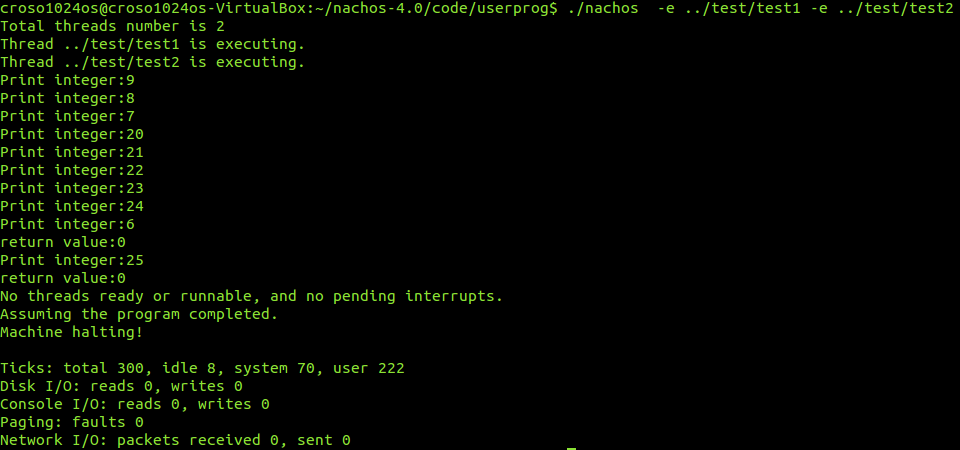 croso1024os@croso1024os-VirtualBox:~/nachos-4.0/code/userprog$ ./nachos  -e ../test/test1 -e ../test/test2
Total threads number is 2
Thread ../test/test1 is executing.
Thread ../test/test2 is executing.
Print integer:9
Print integer:8
Print integer:7
Print integer:20
Print integer:21
Print integer:22
Print integer:23
Print integer:24
Print integer:6
return value:0
Print integer:25
return value:0
No threads ready or runnable, and no pending interrupts.
Assuming the program completed.
Machine halting!
Ticks: total 300, idle 8, system 70, user 222
Disk I/O: reads 0, writes 0
Console I/O: reads 0, writes 0
Paging: faults 0
Network I/O: packets received 0, sent 0